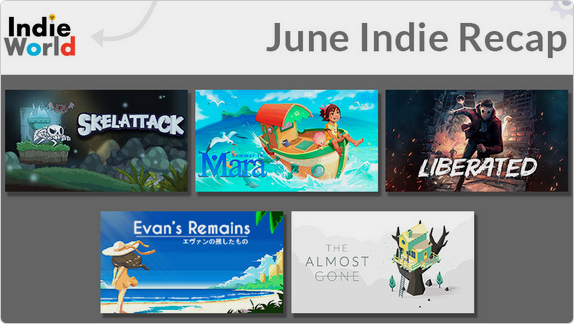 Indie
World
June Indie Recap
SKELATTACK
Summer in
Mara
LIBERATED
Evan's Remains
エヴァンの残したもの
THE
ALMOST
GONE